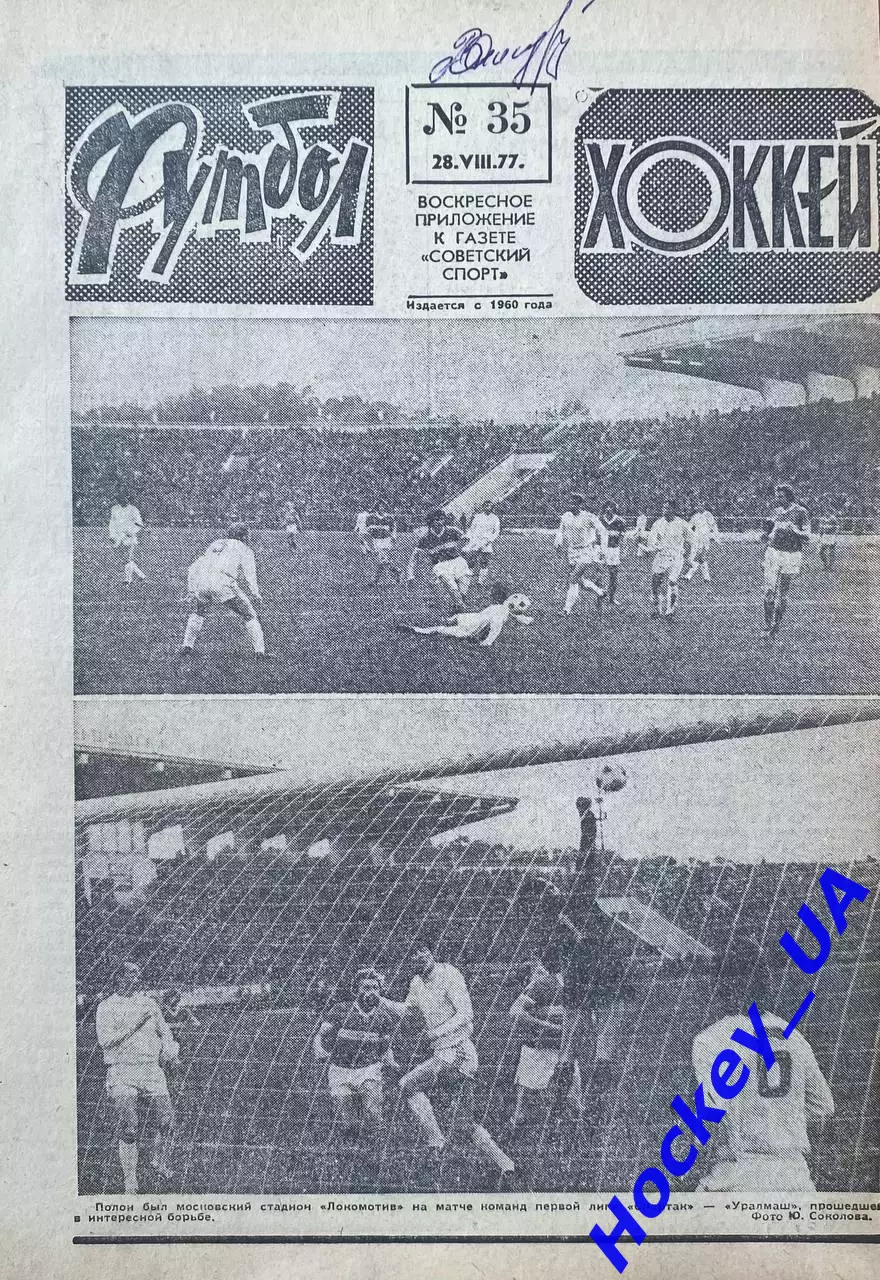 Футбол
№ 35
28.VIII.77.
ВОСКРЕСНОЕ
ПРИЛОЖЕНИЕ
К ГАЗЕТЕ
«СОВЕТСКИЙ
СПОРТ»
Издается с 1960 года
ХОККЕЙ
6
Полон был московский стадион «Локомотив» на матче команд первой лиги — «Уралмаш», прошедшем
в интересной борьбе. Фото Ю. Соколова.
Hockey_UA